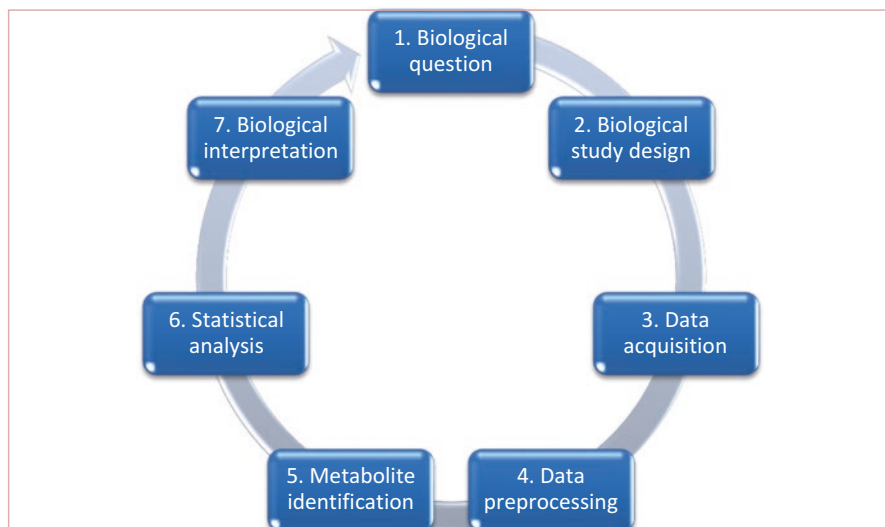 1. Biological
question
2. Biological
study design
3. Data
acquisition
4. Data
preprocessing
5. Metabolite
identification
6. Statistical
analysis
7. Biological
interpretation